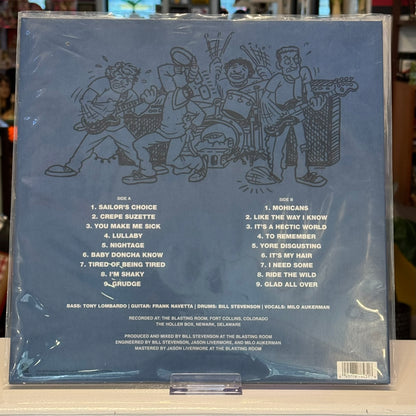 SIDE A
1. SAILOR'S CHOICE
2. CREPE SUZETTE
3. YOU MAKE ME SICK
4. LULLABY
5. NIGHTAGE
6. BABY DONCHA KNOW
7. TIRED OF BEING TIRED
8. I'M SHAKY
9. GRUDGE
SIDE B
1. MOHICANS
2. LIKE THE WAY I KNOW
3. IT'S A HECTIC WORLD
4. TO REMEMBER
5. YORE DISGUSTING
6. IT'S MY HAIR
7. I NEED SOME
8. RIDE THE WILD
9. GLAD ALL OVER
BASS: TONY LOMBARDO | GUITAR: FRANK NAVETTA | DRUMS: BILL STEVENSON | VOCALS: MILO AUKERMAN
RECORDED AT: THE BLASTING ROOM, FORT COLLINS, COLORADO
THE HOLLER BOX, NEWARK, DELAWARE
PRODUCED AND MIXED BY BILL STEVENSON AT THE BLASTING ROOM
ENGINEERED BY BILL STEVENSON, JASON LIVERMORE, AND MILO AUKERMAN
MASTERED BY JASON LIVERMORE AT THE BLASTING ROOM